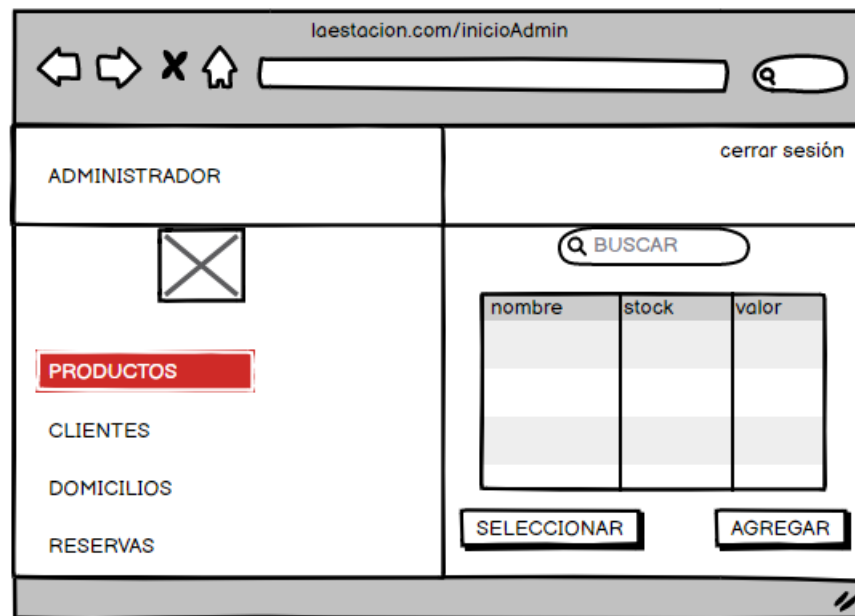 laestacion.com/inicioAdmin
ADMINISTRADOR
cerrar sesión
BUSCAR
nombre stock valor
PRODUCTOS
CLIENTES
DOMICILIOS
RESERVAS
SELECCIONAR
AGREGAR